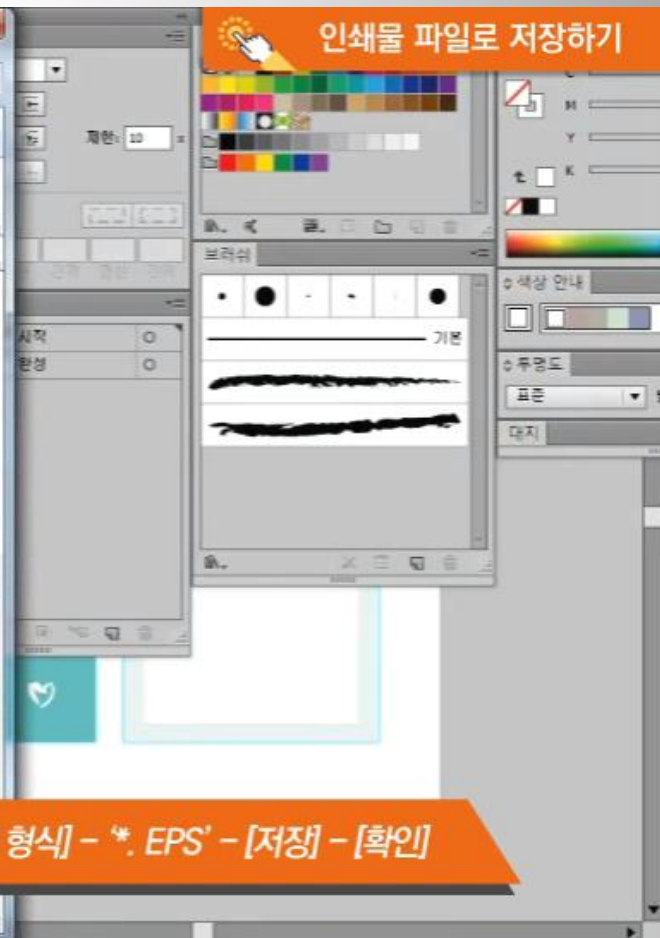 인쇄물 파일로 저장하기
M
Y
K
제한: 10
브러쉬
기본
색상 안내
투명도
표준
대지
시작
완성
형식] – ‘*. EPS’ – [저장] – [확인]